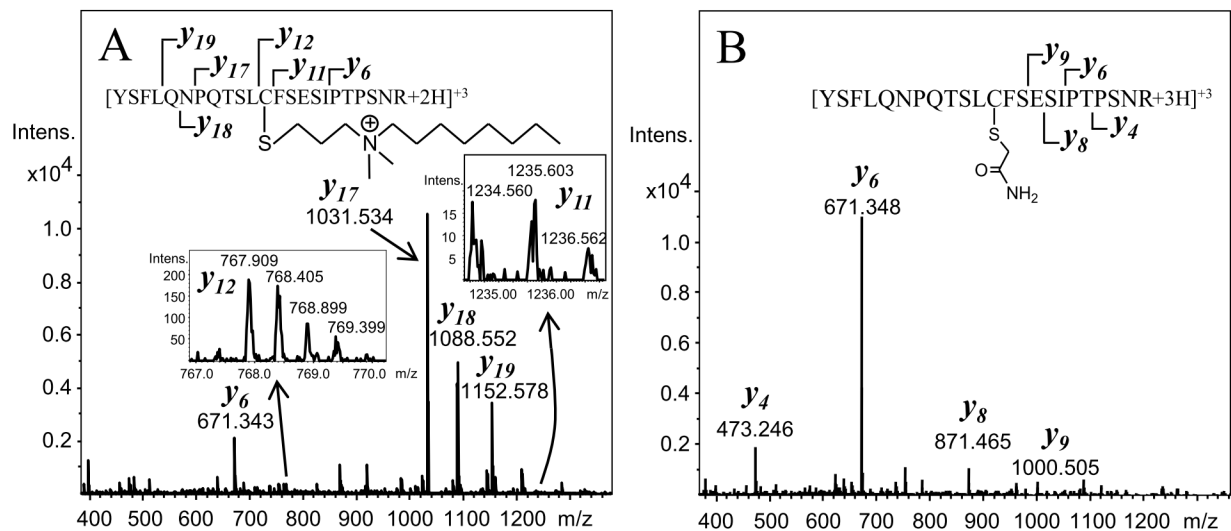 A
y19
y12
y17
y11
y6
[YSFLQNPQTSLCFSESIPTPSNR+2H]+3
y18
S
N
+
Intens.
x10^4
1.0
0.8
0.6
0.4
0.2
y17
1031.534
Intens.
15
10
5
1234.560
1235.603
y11
1236.562
1235.00
1236.00
m/z
Intens.
200
150
100
50
y12
767.909
768.405
768.899
769.399
767.0
768.0
769.0
770.0
m/z
y18
1088.552
y19
1152.578
y6
671.343
400
500
600
700
800
900
1000
1100
1200
m/z
B
y9
y6
[YSFLQNPQTSLCFSESIPTPSNR+3H]+3
y8
y4
S
O
NH2
Intens.
x10^4
1.0
0.8
0.6
0.4
0.2
y6
671.348
y4
473.246
y8
871.465
y9
1000.505
400
500
600
700
800
900
1000
1100
1200
m/z